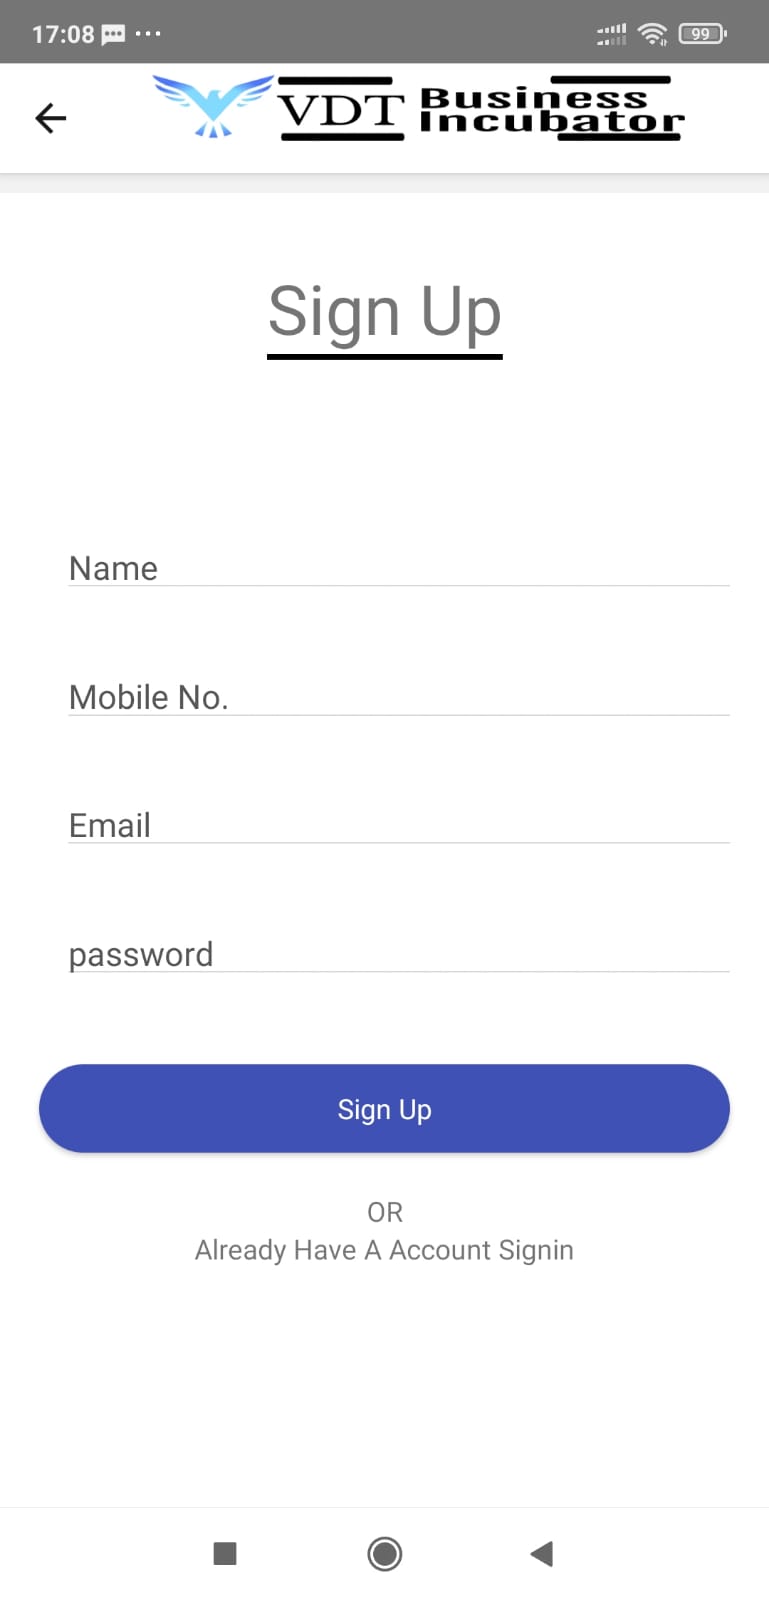 17:08
99
VDT Business
Incubator
Sign Up
Name
Mobile No.
Email
password
Sign Up
OR
Already Have A Account Signin